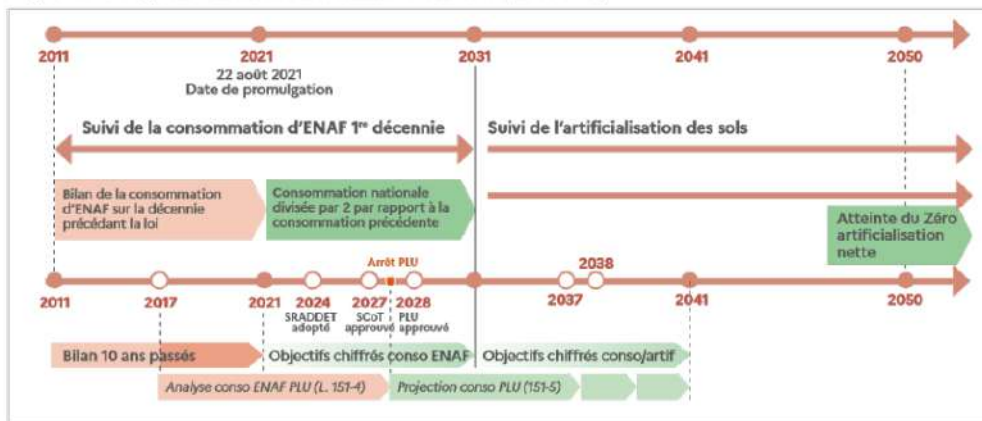 2011 2021 2031 2041 2050
22 août 2021
Date de promulgation
Suivi de la consommation d'ENAF 1re décennie
Suivi de l'artificialisation des sols
Bilan de la consommation
d'ENAF sur la décennie
précédant la loi
Consommation nationale
divisée par 2 par rapport à la
consommation précédente
Atteinte du Zéro
artificialisation
nette
Arrêt PLU
2038
2011 2017 2021 2024 2027 2028 2037 2041 2050
SRADDET
adopté
SCoT
approuvé
PLU
approuvé
Bilan 10 ans passés
Objectifs chiffrés conso ENAF
Objectifs chiffrés conso/artif
Analyse conso ENAF PLU (L. 151-4)
Projection conso PLU (151-5)